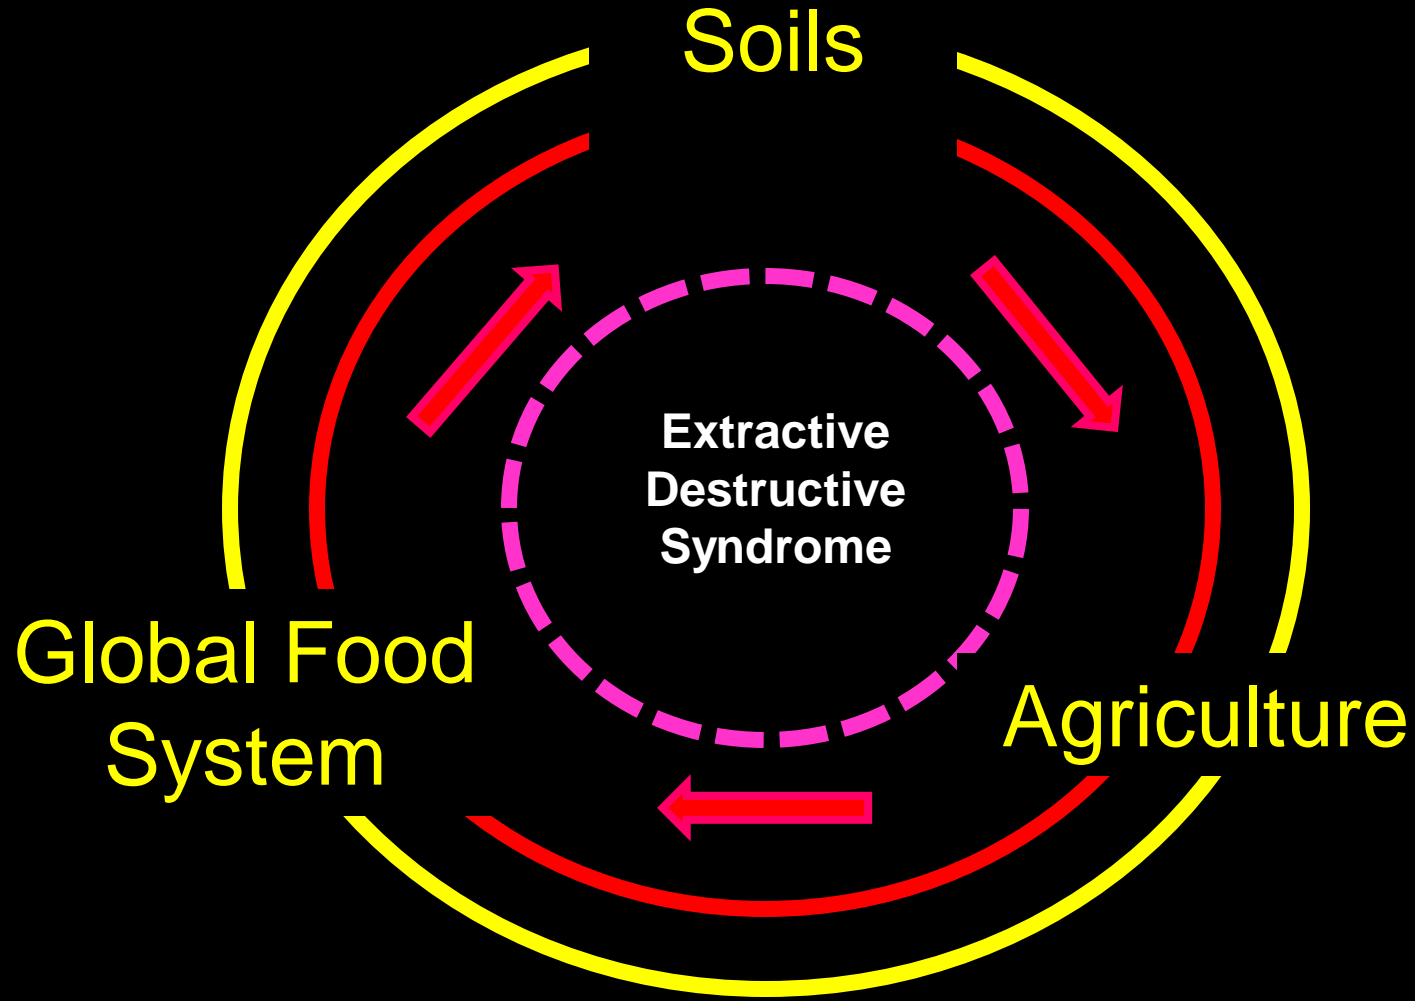 Soils
Extractive
Destructive
Syndrome
Global Food
System
Agriculture